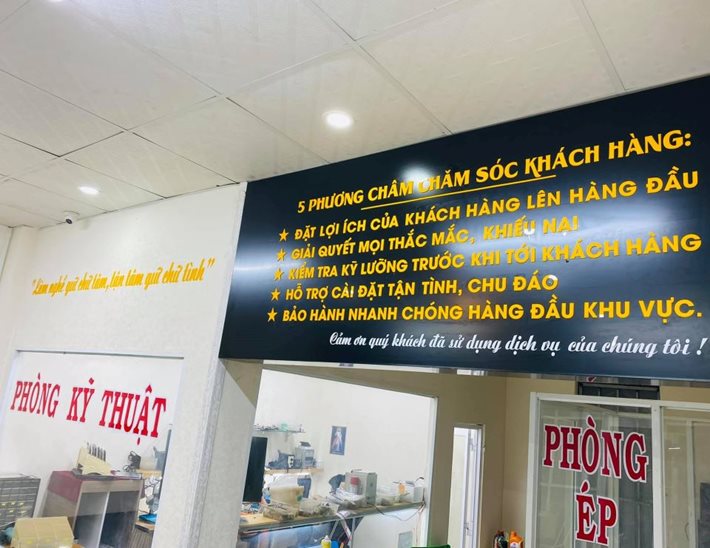 5 PHƯƠNG CHÂM CHĂM SÓC KHÁCH HÀNG:
★ ĐẶT LỢI ÍCH CỦA KHÁCH HÀNG LÊN HÀNG ĐẦU
★ GIẢI QUYẾT MỌI THẮC MẮC, KHIẾU NẠI
★ KIỂM TRA KỸ LƯỠNG TRƯỚC KHI TỚI KHÁCH HÀNG
★ HỖ TRỢ CÀI ĐẶT TẬN TÌNH, CHU ĐÁO
★ BẢO HÀNH NHANH CHÓNG HÀNG ĐẦU KHU VỰC.
Cảm ơn quý khách đã sử dụng dịch vụ của chúng tôi !
"Làm nghề giữ chữ tâm, tận tâm giữ chữ tình"
PHÒNG KỸ THUẬT
PHÒNG
ÉP